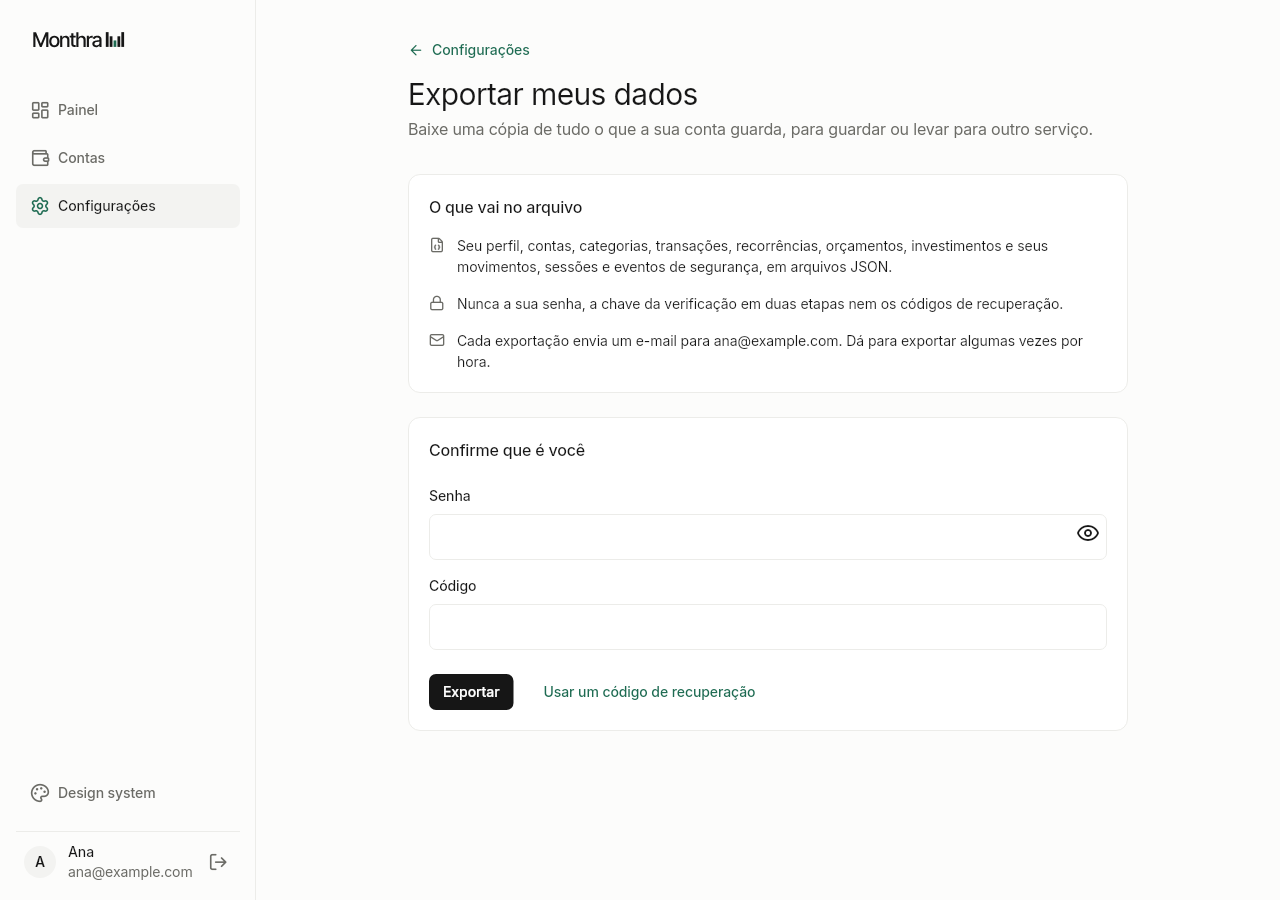 Monthra
Painel
Contas
Configurações
Design system
A
Ana
ana@example.com
Configurações
Exportar meus dados
Baixe uma cópia de tudo o que a sua conta guarda, para guardar ou levar para outro serviço.
O que vai no arquivo
Seu perfil, contas, categorias, transações, recorrências, orçamentos, investimentos e seus
movimentos, sessões e eventos de segurança, em arquivos JSON.
Nunca a sua senha, a chave da verificação em duas etapas nem os códigos de recuperação.
Cada exportação envia um e-mail para ana@example.com. Dá para exportar algumas vezes por
hora.
Confirme que é você
Senha
Código
Exportar
Usar um código de recuperação